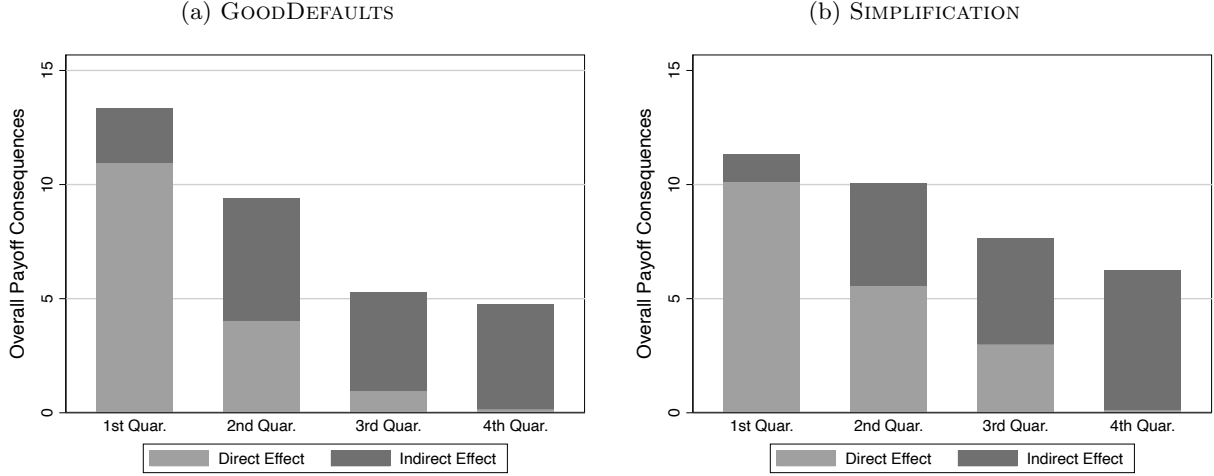 (a) GOODDEFAULTS
Overall Payoff Consequences
15
10
5
0
1st Quar. 2nd Quar. 3rd Quar. 4th Quar.
Direct Effect Indirect Effect
(b) SIMPLIFICATION
Overall Payoff Consequences
15
10
5
0
1st Quar. 2nd Quar. 3rd Quar. 4th Quar.
Direct Effect Indirect Effect